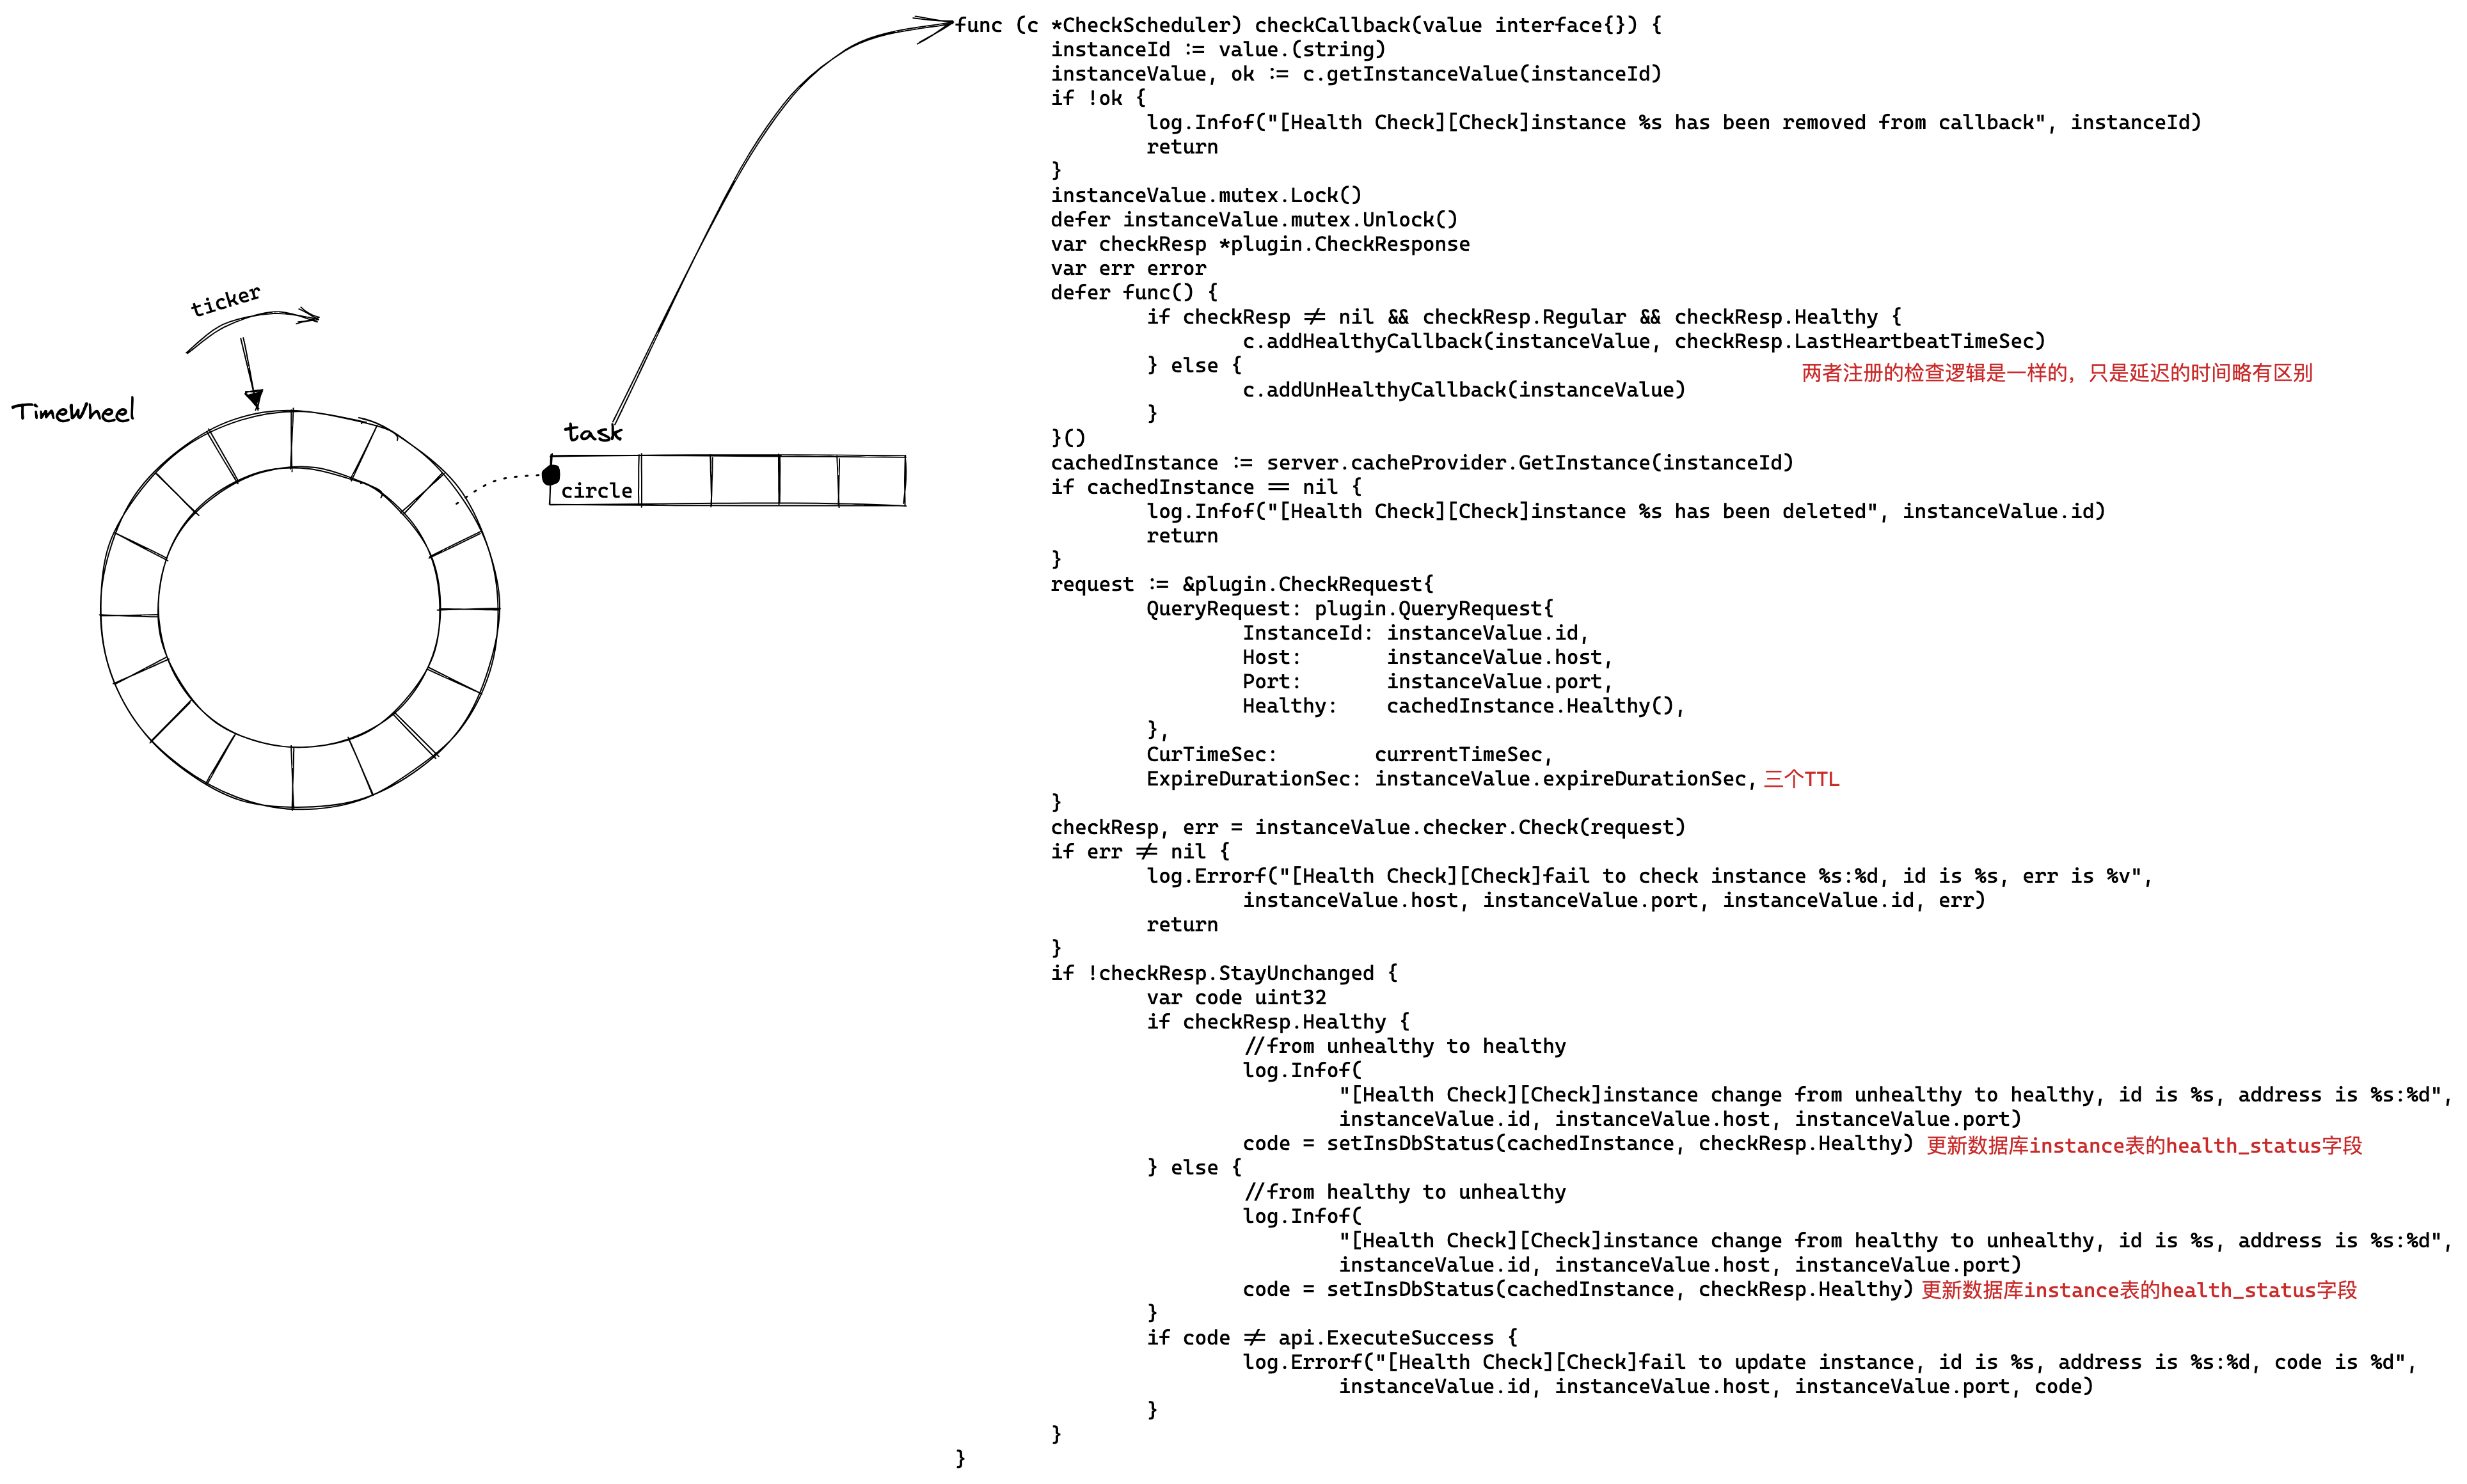 ticker
TimeWheel
task
circle
func (c *CheckScheduler) checkCallback(value interface{}) {
instanceId := value.(string)
instanceValue, ok := c.getInstanceValue(instanceId)
if !ok {
log.Infof("[Health Check][Check]instance %s has been removed from callback", instanceId)
return
}
instanceValue.mutex.Lock()
defer instanceValue.mutex.Unlock()
var checkResp *plugin.CheckResponse
var err error
defer func() {
if checkResp != nil && checkResp.Regular && checkResp.Healthy {
c.addHealthyCallback(instanceValue, checkResp.LastHeartbeatTimeSec)
} else {
两者注册的检查逻辑是一样的，只是延迟的时间略有区别
c.addUnHealthyCallback(instanceValue)
}
}()
cachedInstance := server.cacheProvider.GetInstance(instanceId)
if cachedInstance == nil {
log.Infof("[Health Check][Check]instance %s has been deleted", instanceValue.id)
return
}
request := &plugin.CheckRequest{
QueryRequest: plugin.QueryRequest{
InstanceId: instanceValue.id,
Host: instanceValue.host,
Port: instanceValue.port,
Healthy: cachedInstance.Healthy(),
},
CurTimeSec: currentTimeSec,
ExpireDurationSec: instanceValue.expireDurationSec, 三个TTL
}
checkResp, err = instanceValue.checker.Check(request)
if err != nil {
log.Errorf("[Health Check][Check]fail to check instance %s:%d, id is %s, err is %v",
instanceValue.host, instanceValue.port, instanceValue.id, err)
return
}
if !checkResp.StayUnchanged {
var code uint32
if checkResp.Healthy {
//from unhealthy to healthy
log.Infof(
"[Health Check][Check]instance change from unhealthy to healthy, id is %s, address is %s:%d",
instanceValue.id, instanceValue.host, instanceValue.port)
code = setInsDbStatus(cachedInstance, checkResp.Healthy) 更新数据库instance表的health_status字段
} else {
//from healthy to unhealthy
log.Infof(
"[Health Check][Check]instance change from healthy to unhealthy, id is %s, address is %s:%d",
instanceValue.id, instanceValue.host, instanceValue.port)
code = setInsDbStatus(cachedInstance, checkResp.Healthy) 更新数据库instance表的health_status字段
}
if code != api.ExecuteSuccess {
log.Errorf("[Health Check][Check]fail to update instance, id is %s, address is %s:%d, code is %d",
instanceValue.id, instanceValue.host, instanceValue.port, code)
}
}
}